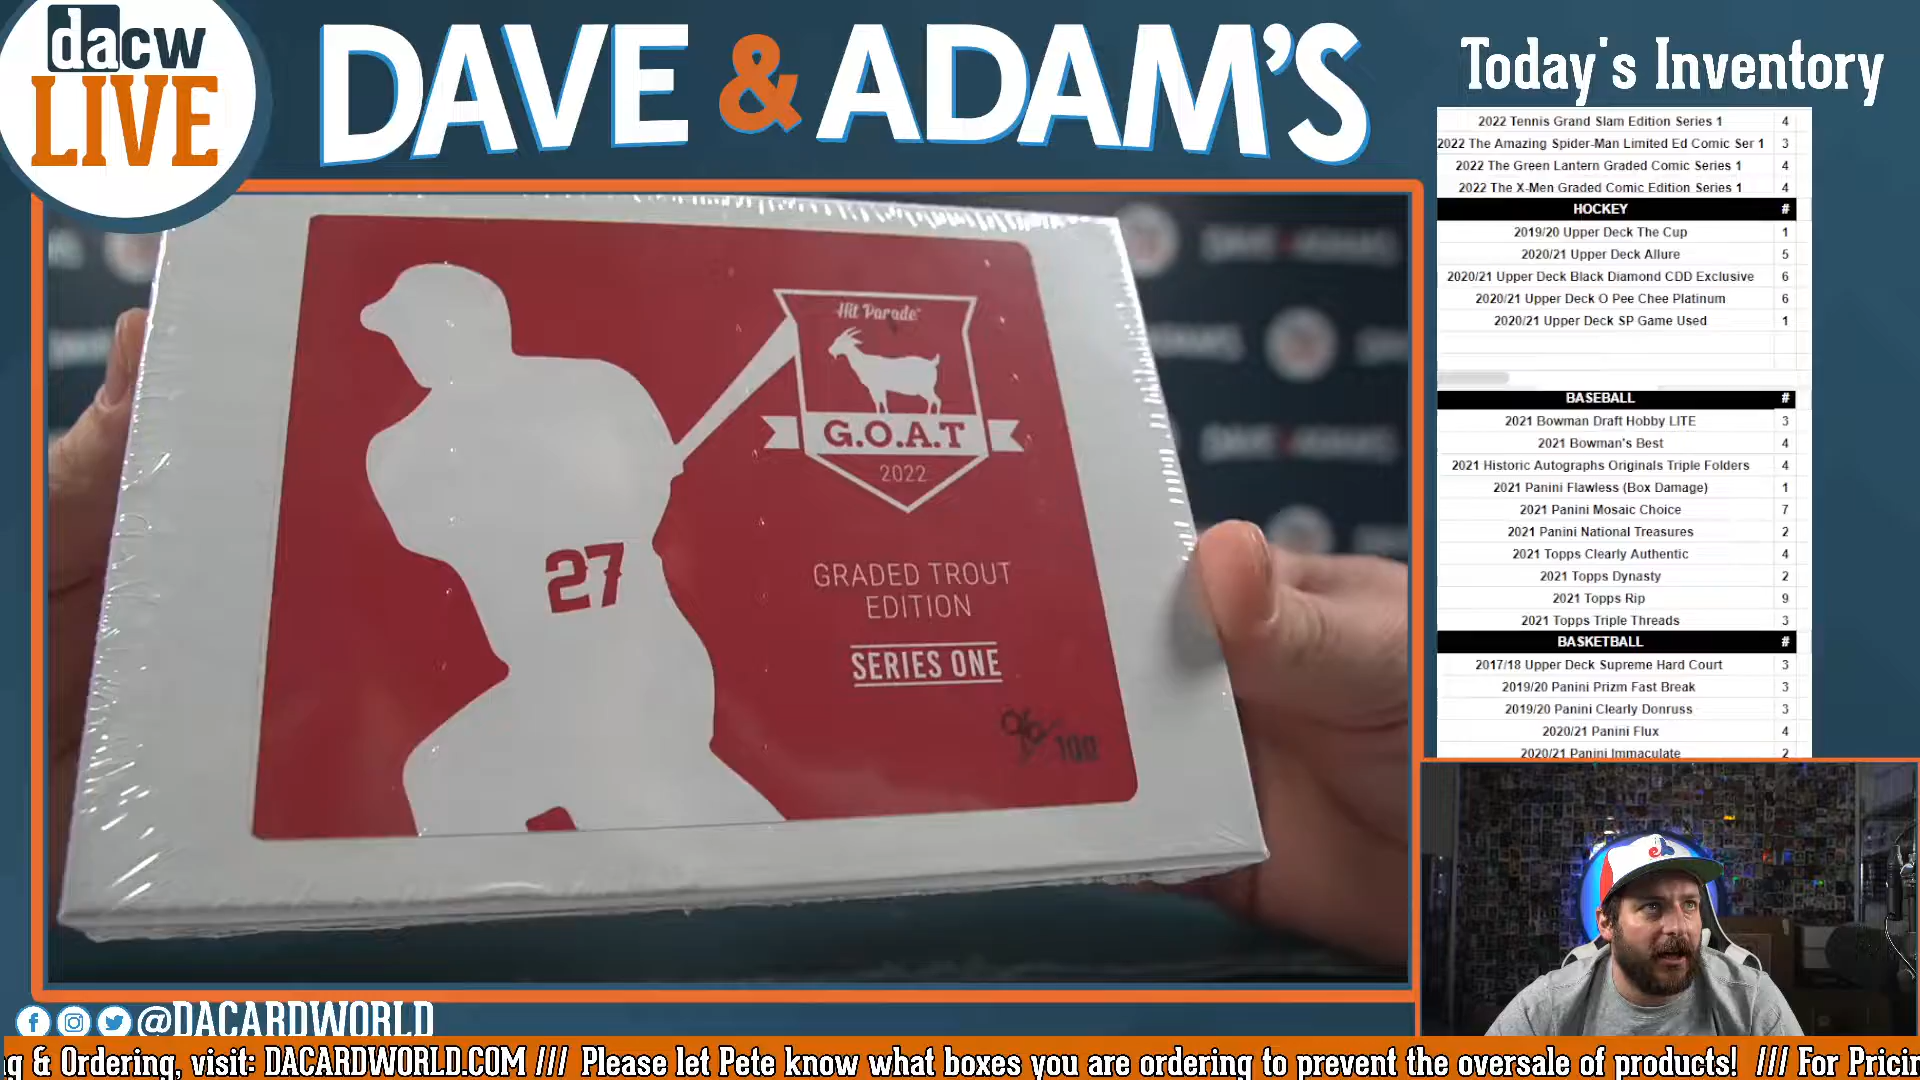 dacw
LIVE
DAVE & ADAM'S
Today's Inventory
2022 Tennis Grand Slam Edition Series 1 4
2022 The Amazing Spider-Man Limited Ed Comic Ser 1 3
2022 The Green Lantern Graded Comic Series 1 4
2022 The X-Men Graded Comic Edition Series 1 4
HOCKEY #
2019/20 Upper Deck The Cup 1
2020/21 Upper Deck Allure 5
2020/21 Upper Deck Black Diamond CDD Exclusive 6
2020/21 Upper Deck O Pee Chee Platinum 6
2020/21 Upper Deck SP Game Used 1
BASEBALL #
2021 Bowman Draft Hobby LITE 3
2021 Bowman's Best 4
2021 Historic Autographs Originals Triple Folders 4
2021 Panini Flawless (Box Damage) 1
2021 Panini Mosaic Choice 7
2021 Panini National Treasures 2
2021 Topps Clearly Authentic 4
2021 Topps Dynasty 2
2021 Topps Rip 9
2021 Topps Triple Threads 3
BASKETBALL #
2017/18 Upper Deck Supreme Hard Court 3
2019/20 Panini Prizm Fast Break 3
2019/20 Panini Clearly Donruss 3
2020/21 Panini Flux 4
2020/21 Panini Immaculate 2
Hit Parade
G.O.A.T
2022
27
GRADED TROUT
EDITION
SERIES ONE
96/100
@DACARDWORLD
g & Ordering, visit: DACARDWORLD.COM /// Please let Pete know what boxes you are ordering to prevent the oversale of products! /// For Pricin